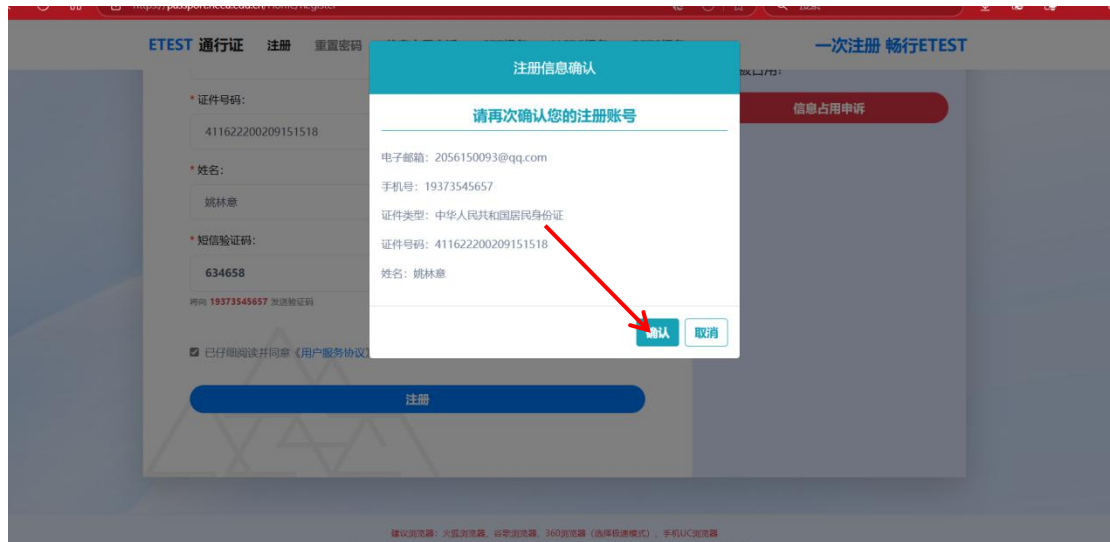 ETEST 通行证 注册 重置密码
一次注册 畅行ETEST
注册信息确认
请再次确认您的注册账号
电子邮箱：2056150093@qq.com
手机号：19373545657
证件类型：中华人民共和国居民身份证
证件号码：411622200209151518
姓名：姚林意
确认 取消
* 证件号码：
411622200209151518
* 姓名：
姚林意
* 短信验证码：
634658
将向 19373545657 发送验证码
已仔细阅读并同意《用户服务协议》
注册
信息占用申诉
建议浏览器：火狐浏览器、谷歌浏览器、360浏览器（选择极速模式）, 手机UC浏览器